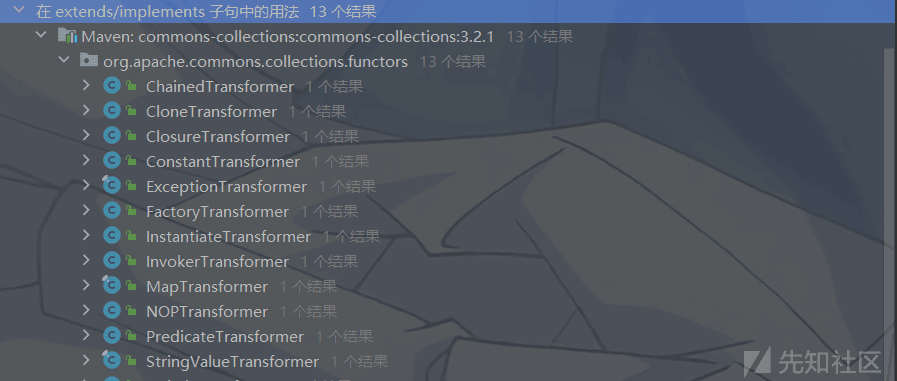 在 extends/implements 子句中的用法 13 个结果
Maven: commons-collections:commons-collections:3.2.1 13 个结果
org.apache.commons.collections.functors 13 个结果
ChainedTransformer 1 个结果
CloneTransformer 1 个结果
ClosureTransformer 1 个结果
ConstantTransformer 1 个结果
ExceptionTransformer 1 个结果
FactoryTransformer 1 个结果
InstantiateTransformer 1 个结果
InvokerTransformer 1 个结果
MapTransformer 1 个结果
NOPTransformer 1 个结果
PredicateTransformer 1 个结果
StringValueTransformer 1 个结果
先知社区